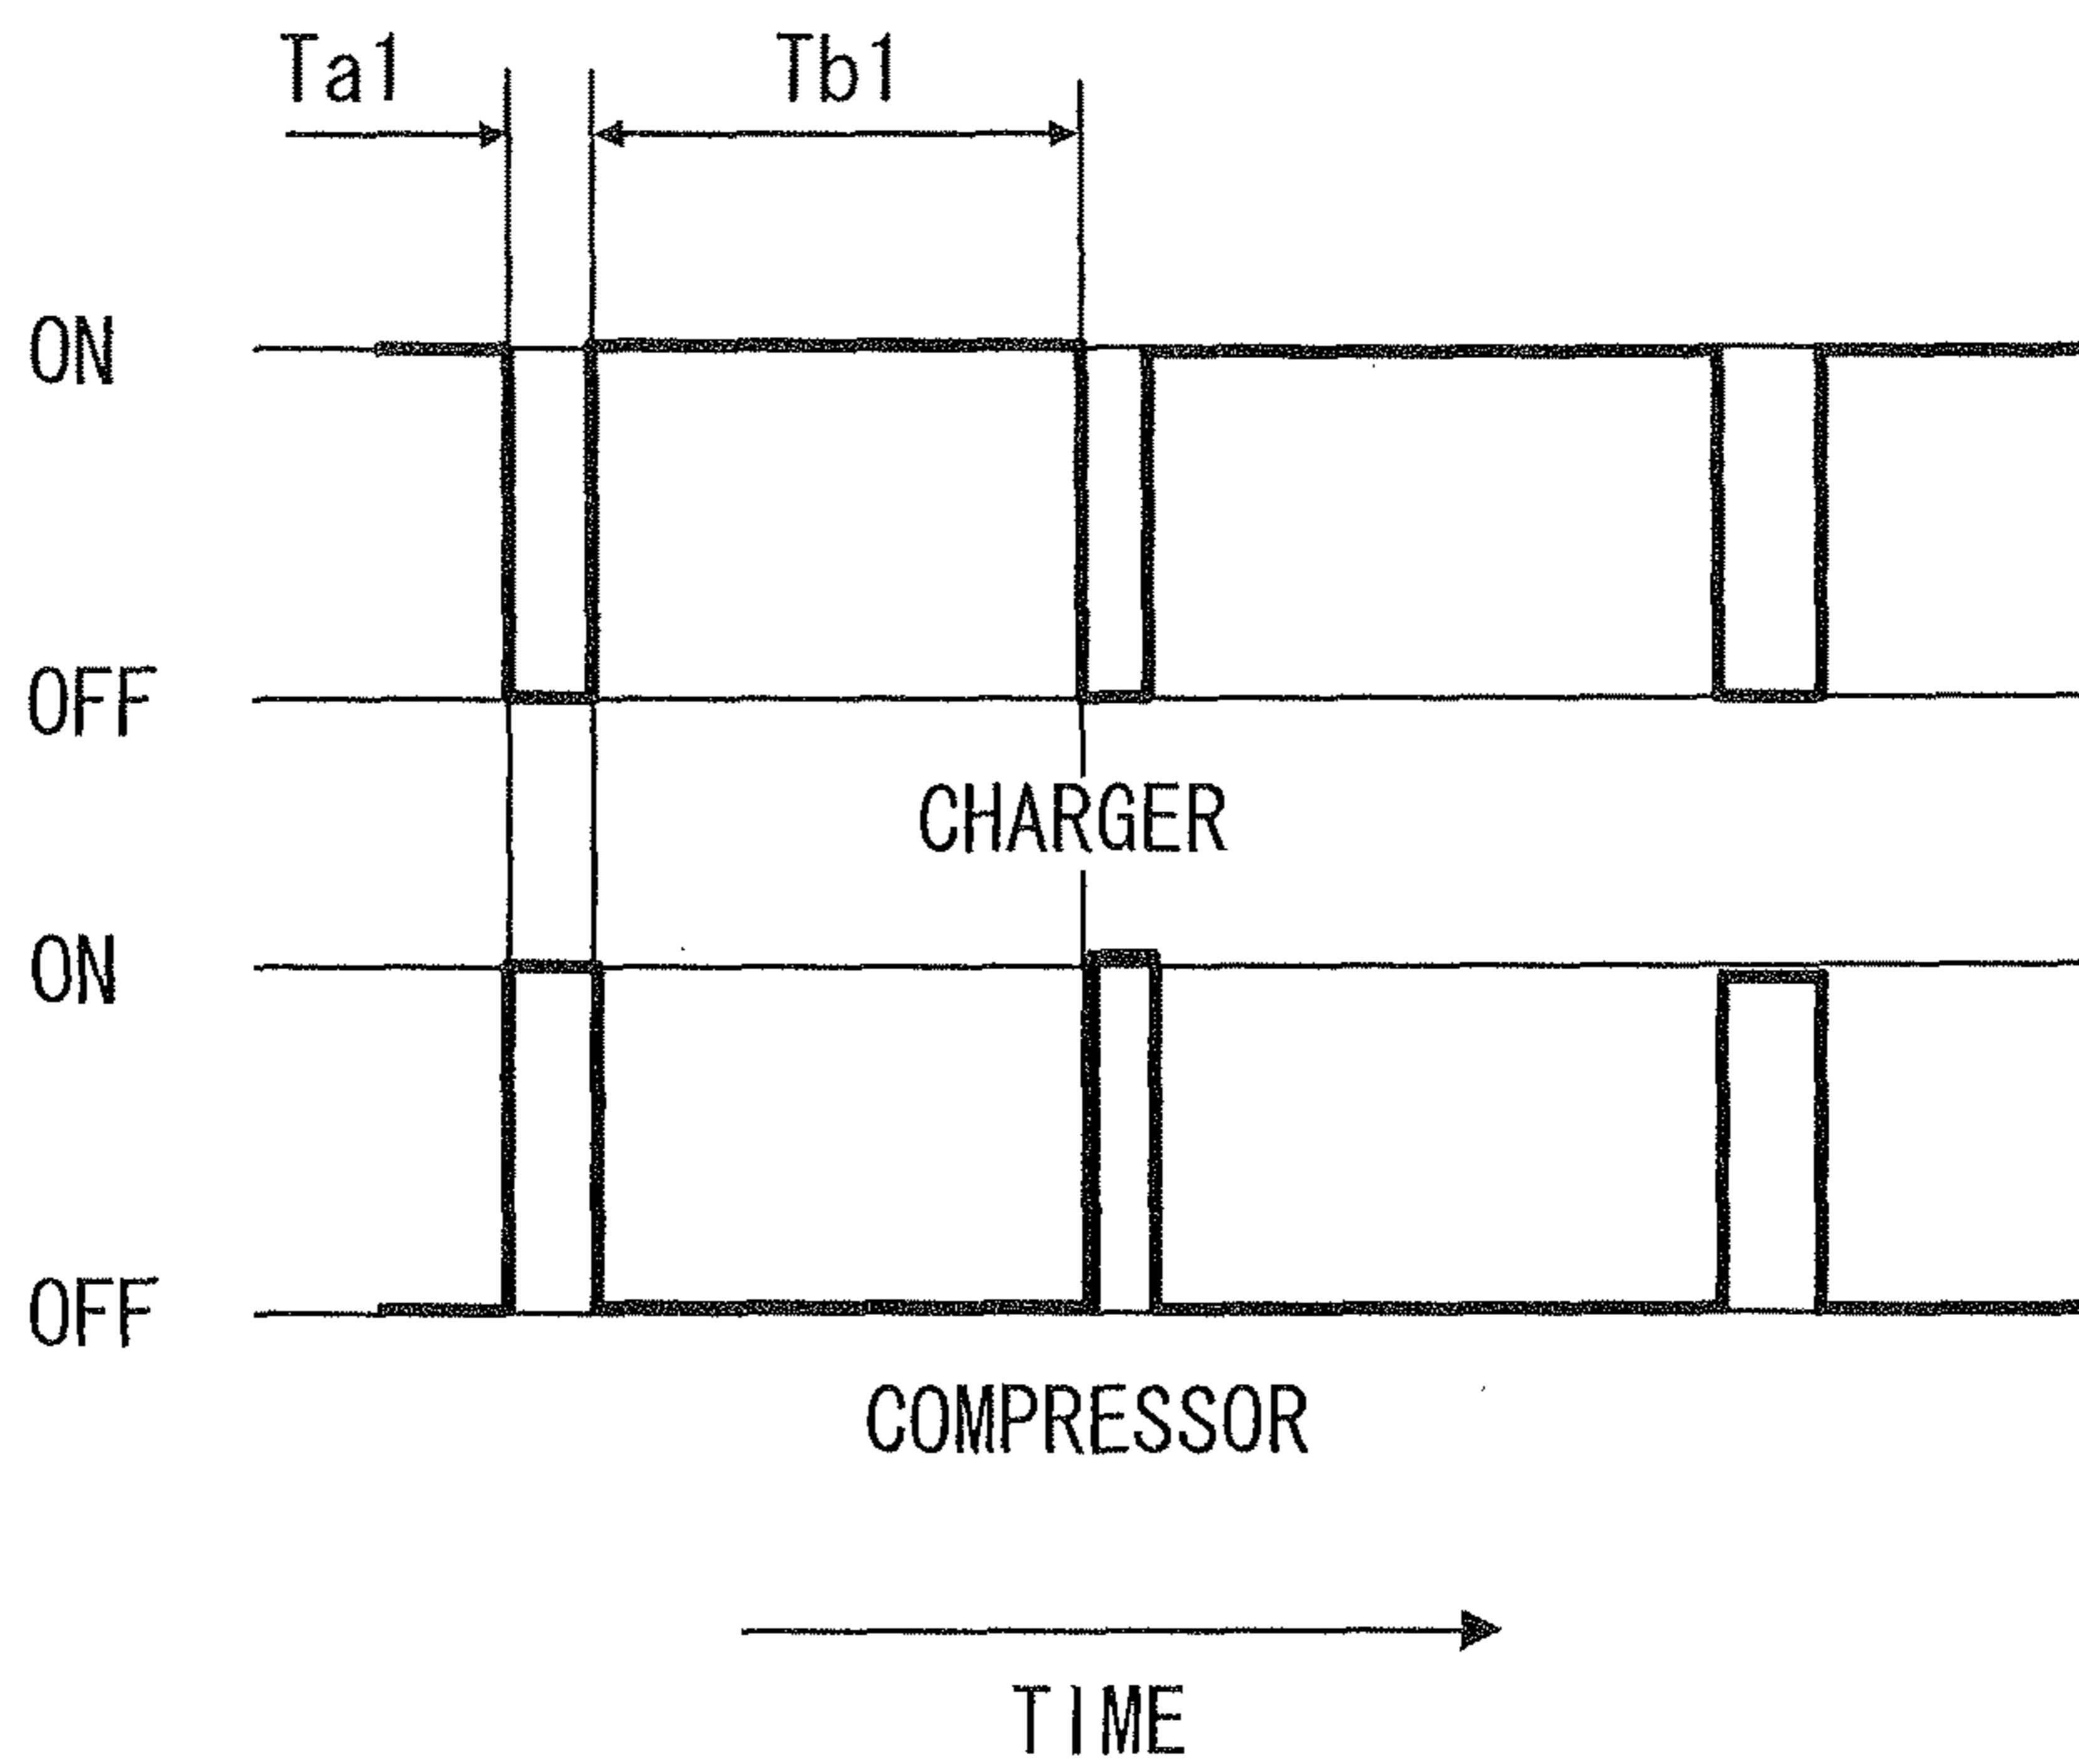 Ta1 Tb1
ON
OFF
CHARGER
ON
OFF
COMPRESSOR
TIME